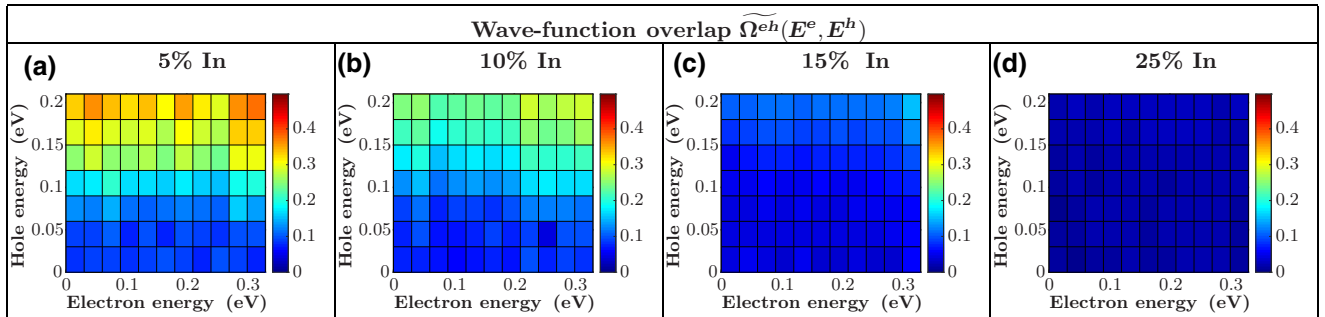 Wave-function overlap Ω̃ᵉʰ(Eᵉ, Eʰ)
(a) 5% In
0.2
0.15
0.1
0.05
0
0 0.1 0.2 0.3
Hole energy (eV)
Electron energy (eV)
0.4
0.3
0.2
0.1
0
(b) 10% In
0.2
0.15
0.1
0.05
0
0 0.1 0.2 0.3
Hole energy (eV)
Electron energy (eV)
0.4
0.3
0.2
0.1
0
(c) 15% In
0.2
0.15
0.1
0.05
0
0 0.1 0.2 0.3
Hole energy (eV)
Electron energy (eV)
0.4
0.3
0.2
0.1
0
(d) 25% In
0.2
0.15
0.1
0.05
0
0 0.1 0.2 0.3
Hole energy (eV)
Electron energy (eV)
0.4
0.3
0.2
0.1
0